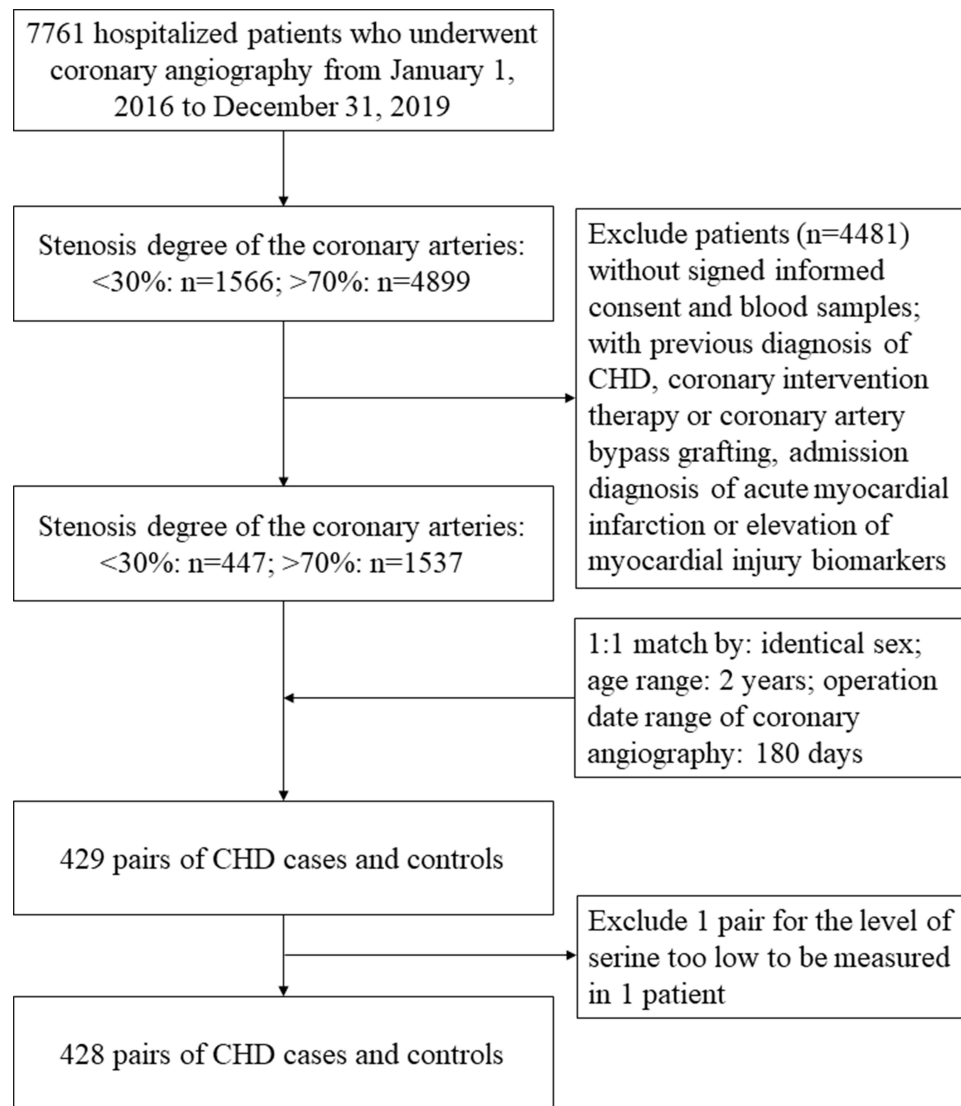 7761 hospitalized patients who underwent
coronary angiography from January 1,
2016 to December 31, 2019
Stenosis degree of the coronary arteries:
<30%: n=1566; >70%: n=4899
Exclude patients (n=4481)
without signed informed
consent and blood samples;
with previous diagnosis of
CHD, coronary intervention
therapy or coronary artery
bypass grafting, admission
diagnosis of acute myocardial
infarction or elevation of
myocardial injury biomarkers
Stenosis degree of the coronary arteries:
<30%: n=447; >70%: n=1537
1:1 match by: identical sex;
age range: 2 years; operation
date range of coronary
angiography: 180 days
429 pairs of CHD cases and controls
Exclude 1 pair for the level of
serine too low to be measured
in 1 patient
428 pairs of CHD cases and controls